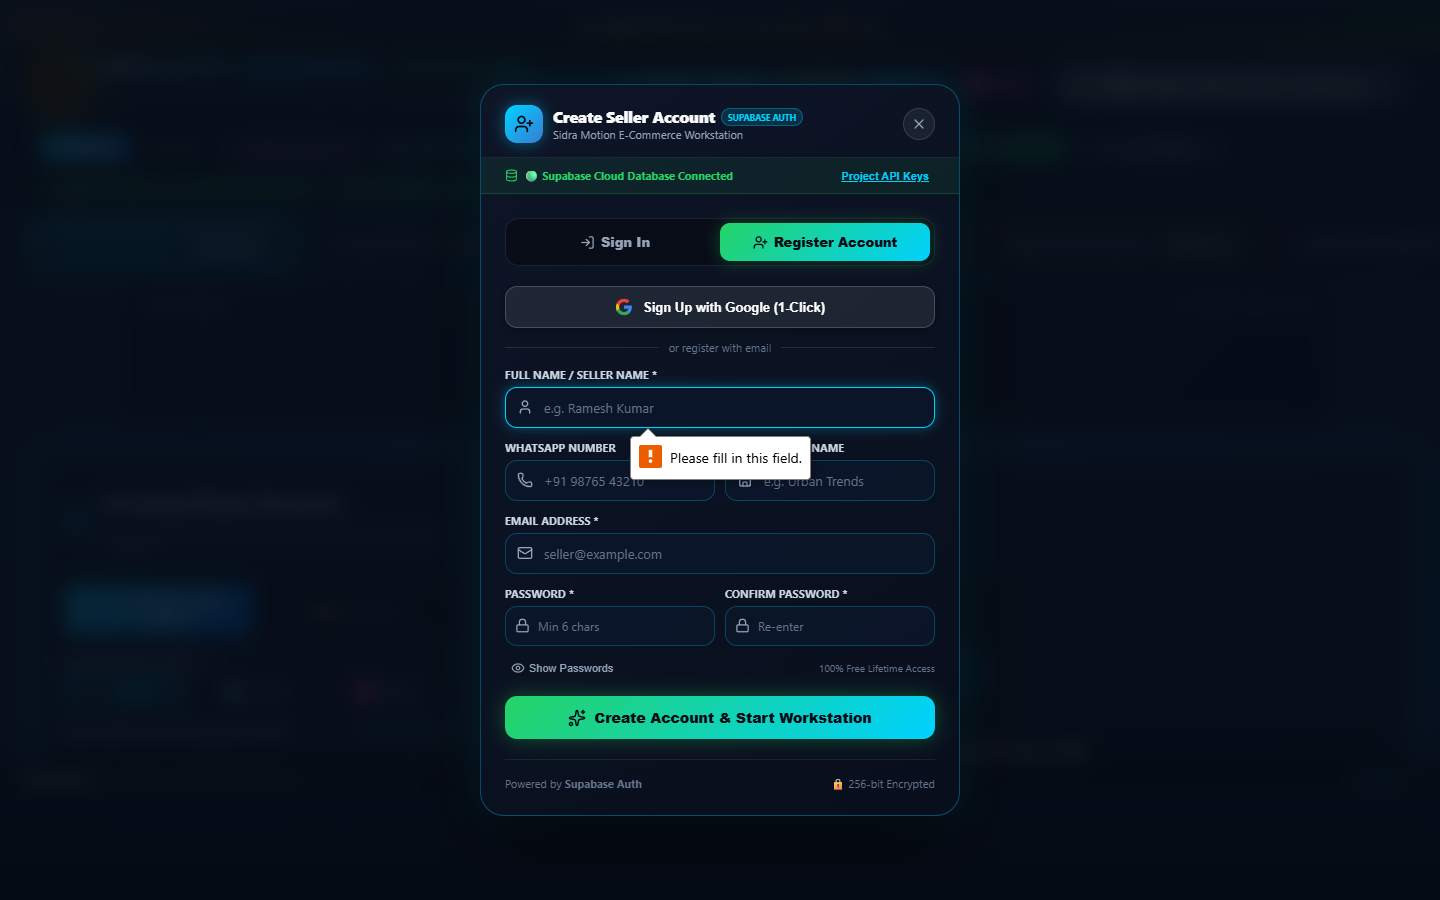 Create Seller Account SUPABASE AUTH
Sidra Motion E-Commerce Workstation
Supabase Cloud Database Connected Project API Keys
Sign In Register Account
Sign Up with Google (1-Click)
or register with email
FULL NAME / SELLER NAME *
e.g. Ramesh Kumar
Please fill in this field.
WHATSAPP NUMBER NAME
+91 98765 43210 e.g. Urban Trends
EMAIL ADDRESS *
seller@example.com
PASSWORD * CONFIRM PASSWORD *
Min 6 chars Re-enter
Show Passwords 100% Free Lifetime Access
Create Account & Start Workstation
Powered by Supabase Auth 256-bit Encrypted